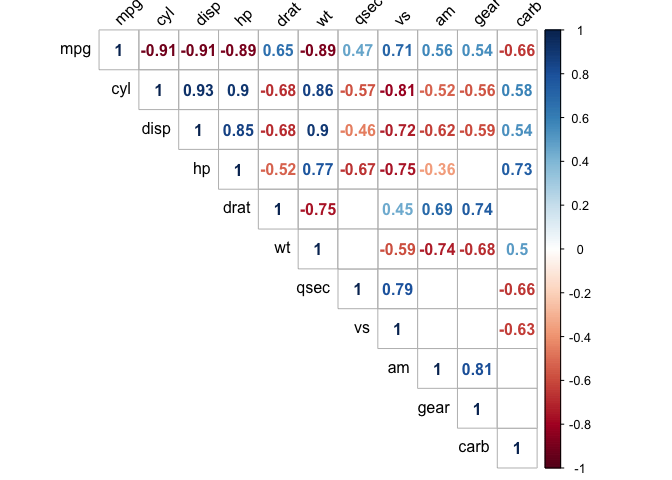 mpg cyl disp hp drat wt qsec vs am gear carb
mpg 1 -0.91 -0.91 -0.89 0.65 -0.89 0.47 0.71 0.56 0.54 -0.66
cyl 1 0.93 0.9 -0.68 0.86 -0.57 -0.81 -0.52 -0.56 0.58
disp 1 0.85 -0.68 0.9 -0.46 -0.72 -0.62 -0.59 0.54
hp 1 -0.52 0.77 -0.67 -0.75 -0.36 0.73
drat 1 -0.75 0.45 0.69 0.74
wt 1 -0.59 -0.74 -0.68 0.5
qsec 1 0.79 -0.66
vs 1 -0.63
am 1 0.81
gear 1
carb 1
1
0.8
0.6
0.4
0.2
0
-0.2
-0.4
-0.6
-0.8
-1